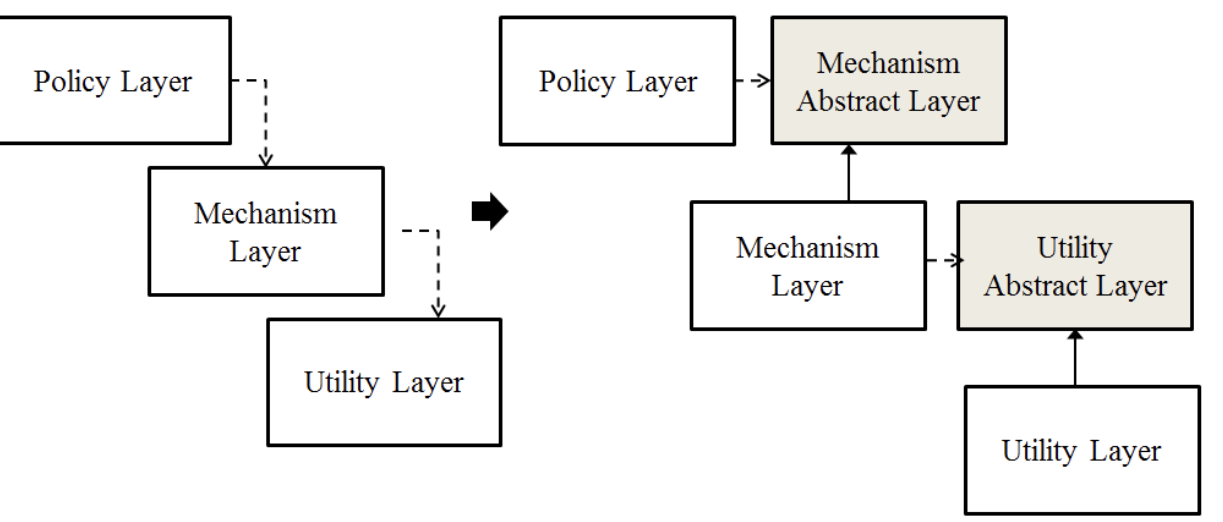 Policy Layer
Mechanism
Layer
Utility Layer
Policy Layer
Mechanism
Abstract Layer
Mechanism
Layer
Utility
Abstract Layer
Utility Layer